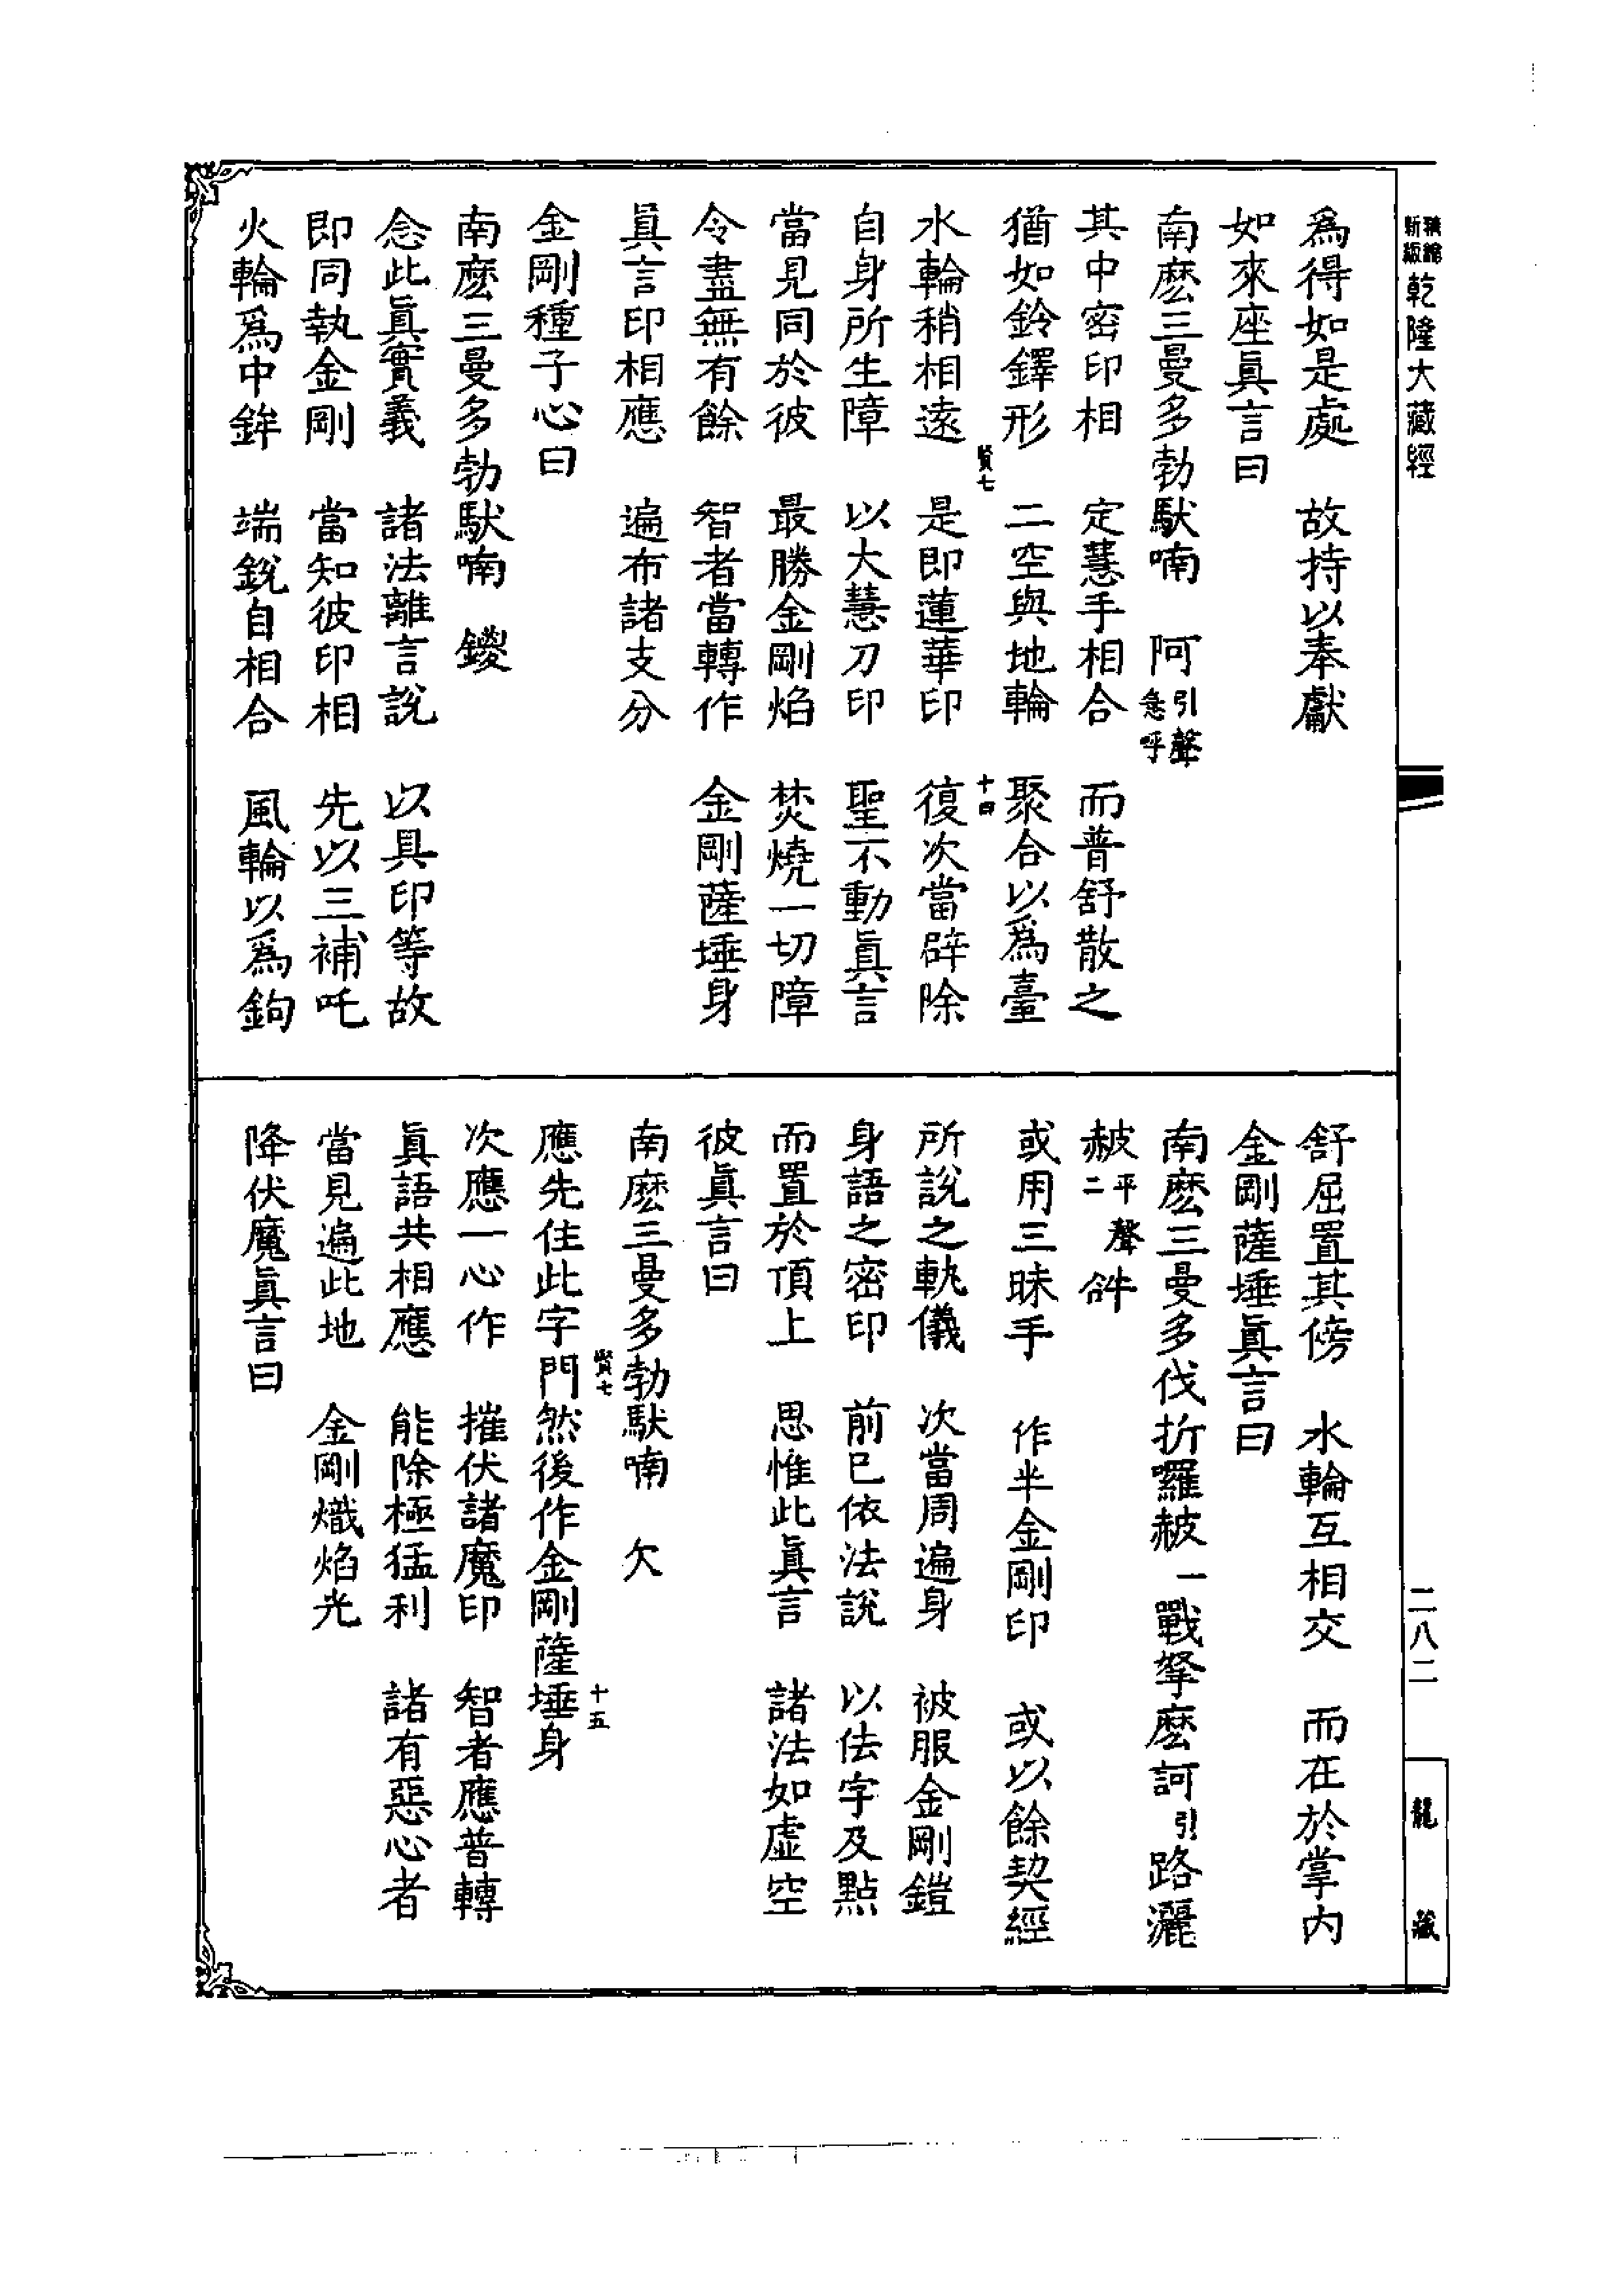 精緻新版 乾隆大藏經
二八二
龍藏
爲得如是處　故持以奉獻
如來座眞言曰
南麽三曼多勃馱喃　阿引聲急呼
其中密印相　定慧手相合　而普舒散之
猶如鈴鐸形　二空與地輪　聚合以爲臺
賢七　十四
水輪稍相遠　是即蓮華印　復次當辟除
自身所生障　以大慧刀印　聖不動眞言
當見同於彼　最勝金剛焰　焚燒一切障
令盡無有餘　智者當轉作　金剛薩埵身
眞言印相應　遍布諸支分
金剛種子心曰
南麽三曼多勃馱喃　鑁
念此眞實義　諸法離言說　以具印等故
即同執金剛　當知彼印相　先以三補吒
火輪爲中鉾　端銳自相合　風輪以爲鉤
舒屈置其傍　水輪互相交　而在於掌內
金剛薩埵眞言曰
南麽三曼多伐折囉赧一戰拏麽訶引路灑
赧平聲二𤙖
或用三昧手　作半金剛印　或以餘契經
所說之軌儀　次當周遍身　被服金剛鎧
身語之密印　前已依法說　以佉字及點
而置於頂上　思惟此眞言　諸法如虛空
彼眞言曰
南麽三曼多勃馱喃　欠
賢七　十五
應先住此字門然後作金剛薩埵身
次應一心作　摧伏諸魔印　智者應普轉
眞語共相應　能除極猛利　諸有惡心者
當見遍此地　金剛熾焰光
降伏魔眞言曰